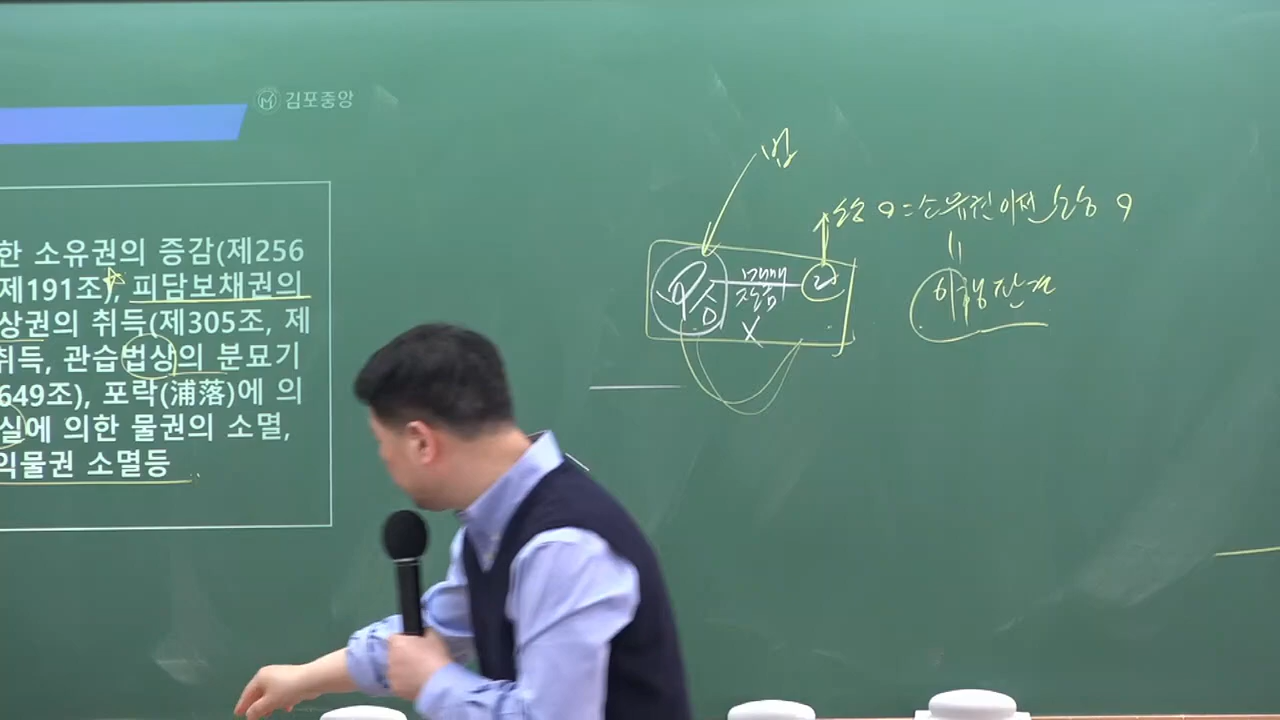 김포중앙
한 소유권의 증감(제256
제191조), 피담보채권의
상권의 취득(제305조, 제
취득, 관습법상의 분묘기
649조), 포락(浦落)에 의
실에 의한 물권의 소멸,
익물권 소멸등
법
소유권이전
매매
이행판결
X